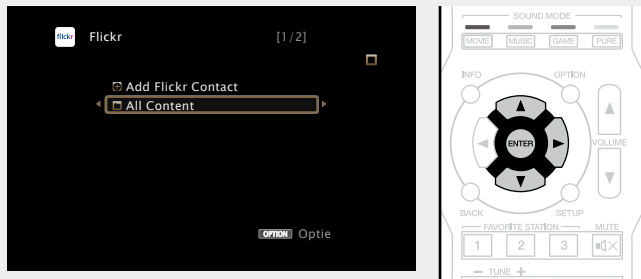 flickr
Flickr [1/2]
Add Flickr Contact
All Content
OPTION Optie
SOUND MODE
MOVIE MUSIC GAME PURE
INFO OPTION
ENTER
VOLUME
BACK SETUP
FAVORITE STATION MUTE
1 2 3
− TUNE +